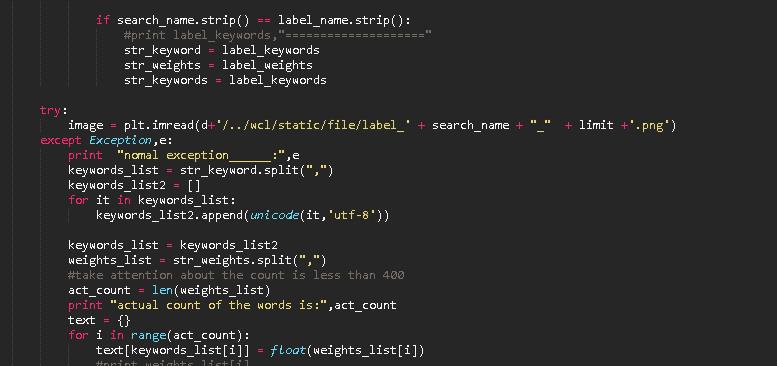 if search_name.strip() == label_name.strip():
#print label_keywords,"===================="
str_keyword = label_keywords
str_weights = label_weights
str_keywords = label_keywords
try:
image = plt.imread(d+'/../wcl/static/file/label_' + search_name + "_" + limit +'.png')
except Exception,e:
print "nomal exception______:",e
keywords_list = str_keyword.split(",")
keywords_list2 = []
for it in keywords_list:
keywords_list2.append(unicode(it,'utf-8'))
keywords_list = keywords_list2
weights_list = str_weights.split(",")
#take attention about the count is less than 400
act_count = len(weights_list)
print "actual count of the words is:",act_count
text = {}
for i in range(act_count):
text[keywords_list[i]] = float(weights_list[i])
#print weights_list[i]